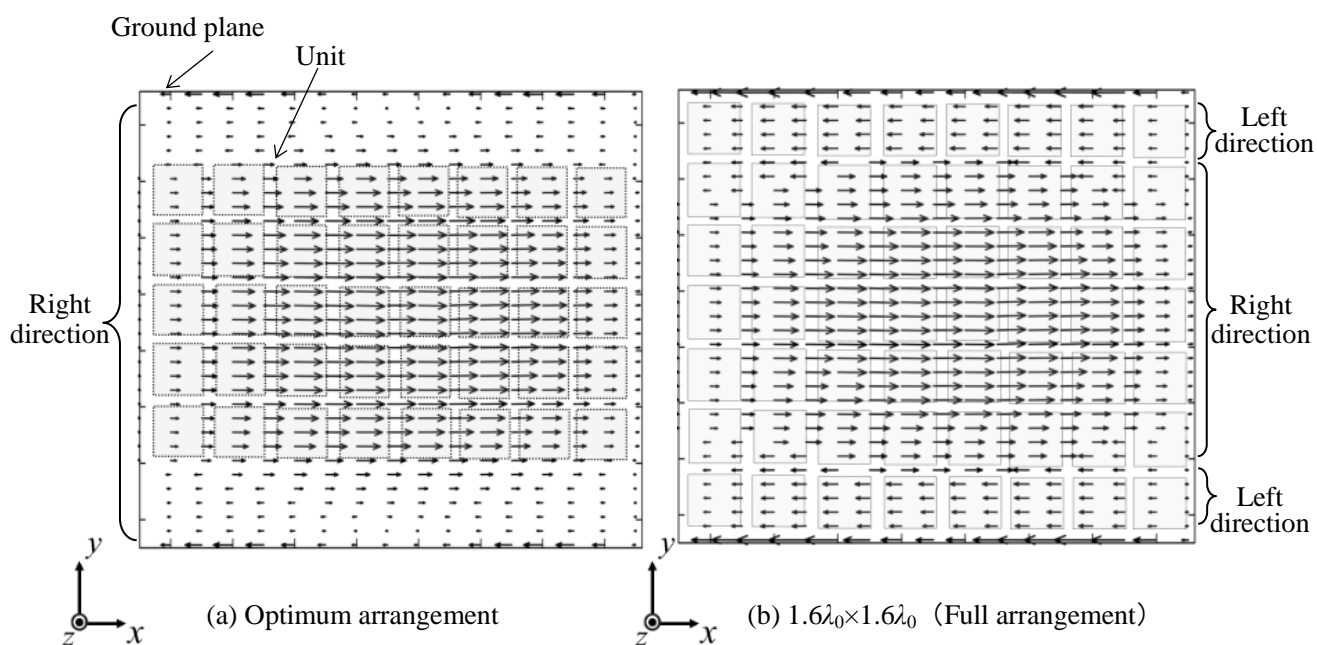 Ground plane
Unit
Right
direction
Left
direction
Right
direction
Left
direction
y
z
x
(a) Optimum arrangement
y
z
x
(b) 1.6λ₀×1.6λ₀（Full arrangement）